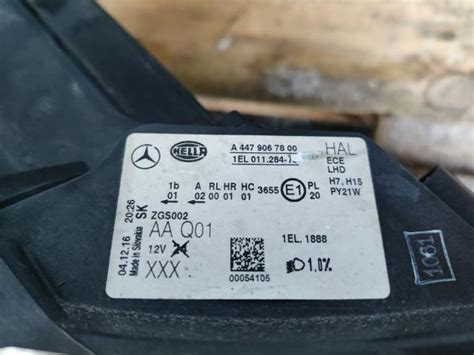 HELLA
A 447 906 78 00
1EL 011.284-
HAL
ECE
LHD
1b A RL HR HC
01 02 00 01 01
3655
E1
PL
20
H7, H15
PY21W
04.12.16 20:26
Made in Slovakia SK
ZGS002
AA Q01
12V
XXX
1EL.1888
00054105
1.0%
1001